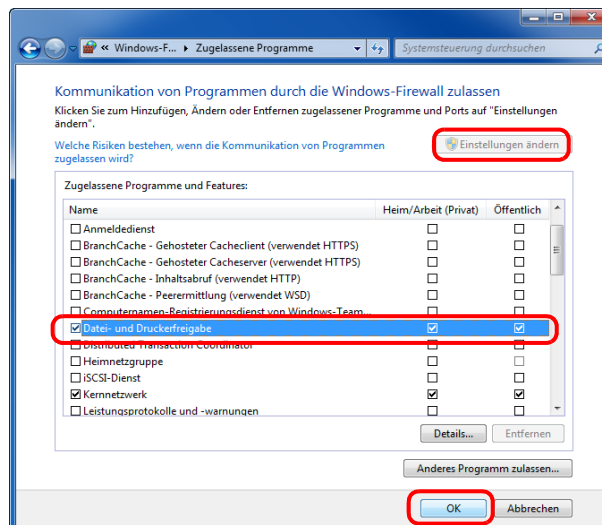 « Windows-F... ▸ Zugelassene Programme
Systemsteuerung durchsuchen
Kommunikation von Programmen durch die Windows-Firewall zulassen
Klicken Sie zum Hinzufügen, Ändern oder Entfernen zugelassener Programme und Ports auf "Einstellungen
ändern".
Welche Risiken bestehen, wenn die Kommunikation von Programmen
zugelassen wird?
Einstellungen ändern
Zugelassene Programme und Features:
Name Heim/Arbeit (Privat) Öffentlich
Anmeldedienst
BranchCache - Gehosteter Cacheclient (verwendet HTTPS)
BranchCache - Gehosteter Cacheserver (verwendet HTTPS)
BranchCache - Inhaltsabruf (verwendet HTTP)
BranchCache - Peerermittlung (verwendet WSD)
Computernamen-Registrierungsdienst von Windows-Team...
Datei- und Druckerfreigabe
Distributed Transaction Coordinator
Heimnetzgruppe
iSCSI-Dienst
Kernnetzwerk
Leistungsprotokolle und -warnungen
Details... Entfernen
Anderes Programm zulassen...
OK Abbrechen